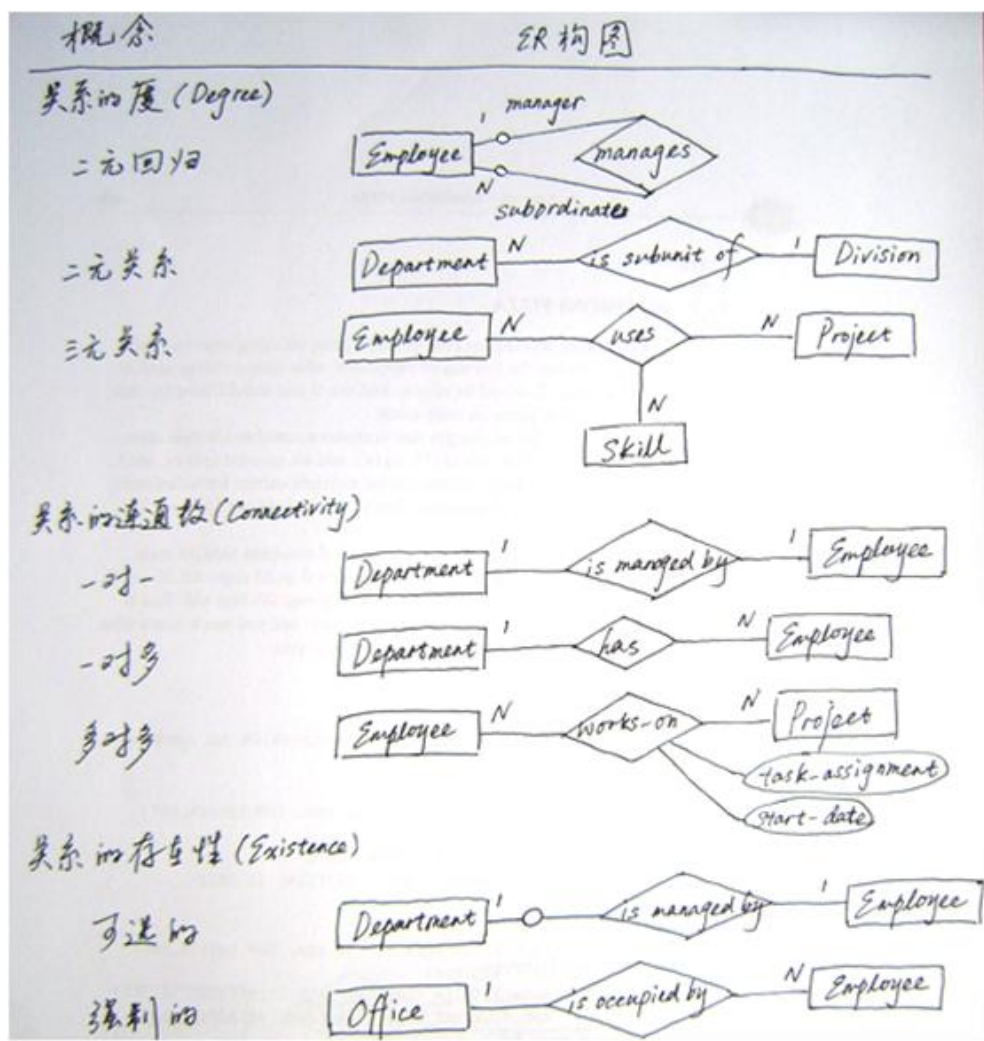 概念 ER构图
关系的度(Degree)
1 manager
二元回归 Employee manages
N
subordinates
二元关系 Department N is subunit of 1 Division
三元关系 Employee N uses N Project
N
Skill
关系的连通数(Connectivity)
一对一 Department 1 is managed by 1 Employee
一对多 Department 1 has N Employee
多对多 Employee N works-on N Project
task-assignment
start-date
关系的存在性(Existence)
可选的 Department 1 is managed by 1 Employee
强制的 Office 1 is occupied by N Employee